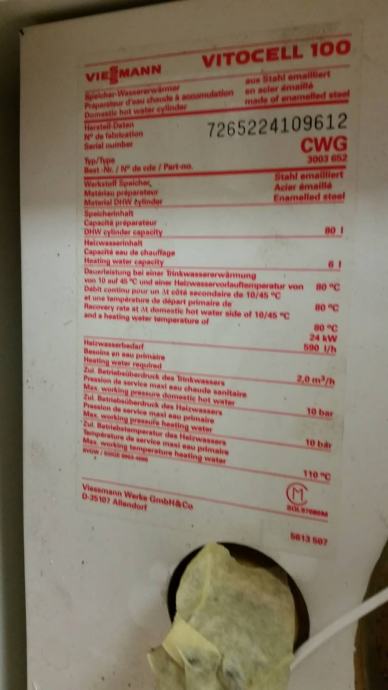 VIESMANN VITOCELL 100
Speicher-Wassererwärmer aus Stahl emailliert
Préparateur d'eau chaude à accumulation en acier émaillé
Domestic hot water cylinder made of enamelled steel
Herstell-Daten
N° de fabrication
Serial number
7265224109612
CWG
Typ/Type 3003 652
Best.-Nr. / N° de cde / Part-no.
Werkstoff Speicher Stahl emailliert
Matériau préparateur Acier émaillé
Material DHW cylinder Enamelled steel
Speicherinhalt
Capacité préparateur
DHW cylinder capacity 80 l
Heizwasserinhalt
Capacité eau de chauffage
Heating water capacity 6 l
Dauerleistung bei einer Trinkwassererwärmung
von 10 auf 45 °C und einer Heizwasservorlauftemperatur von 80 °C
Débit continu pour un Δt côté secondaire de 10/45 °C
et une température de départ primaire de 80 °C
Recovery rate at Δt domestic hot water side of 10/45 °C
and a heating water temperature of 80 °C
24 kW
590 l/h
Heizwasserbedarf
Besoins en eau primaire
Heating water required 2,0 m³/h
Zul. Betriebsüberdruck des Trinkwassers
Pression de service maxi eau chaude sanitaire
Max. working pressure domestic hot water 10 bar
Zul. Betriebsüberdruck des Heizwassers
Pression de service maxi eau primaire
Max. working pressure heating water 10 bar
Zul. Betriebstemperatur des Heizwassers
Température de service maxi eau primaire
Max. working temperature heating water 110 °C
Viessmann Werke GmbH&Co
D-35107 Allendorf
5813 507